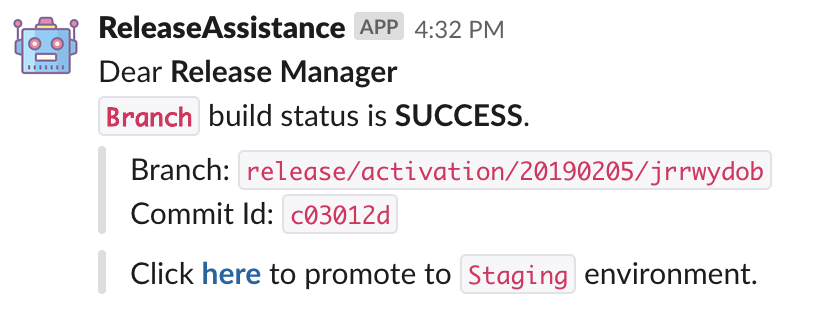 ReleaseAssistance APP 4:32 PM
Dear Release Manager
Branch build status is SUCCESS.
Branch: release/activation/20190205/jrrwydob
Commit Id: c03012d
Click here to promote to Staging environment.